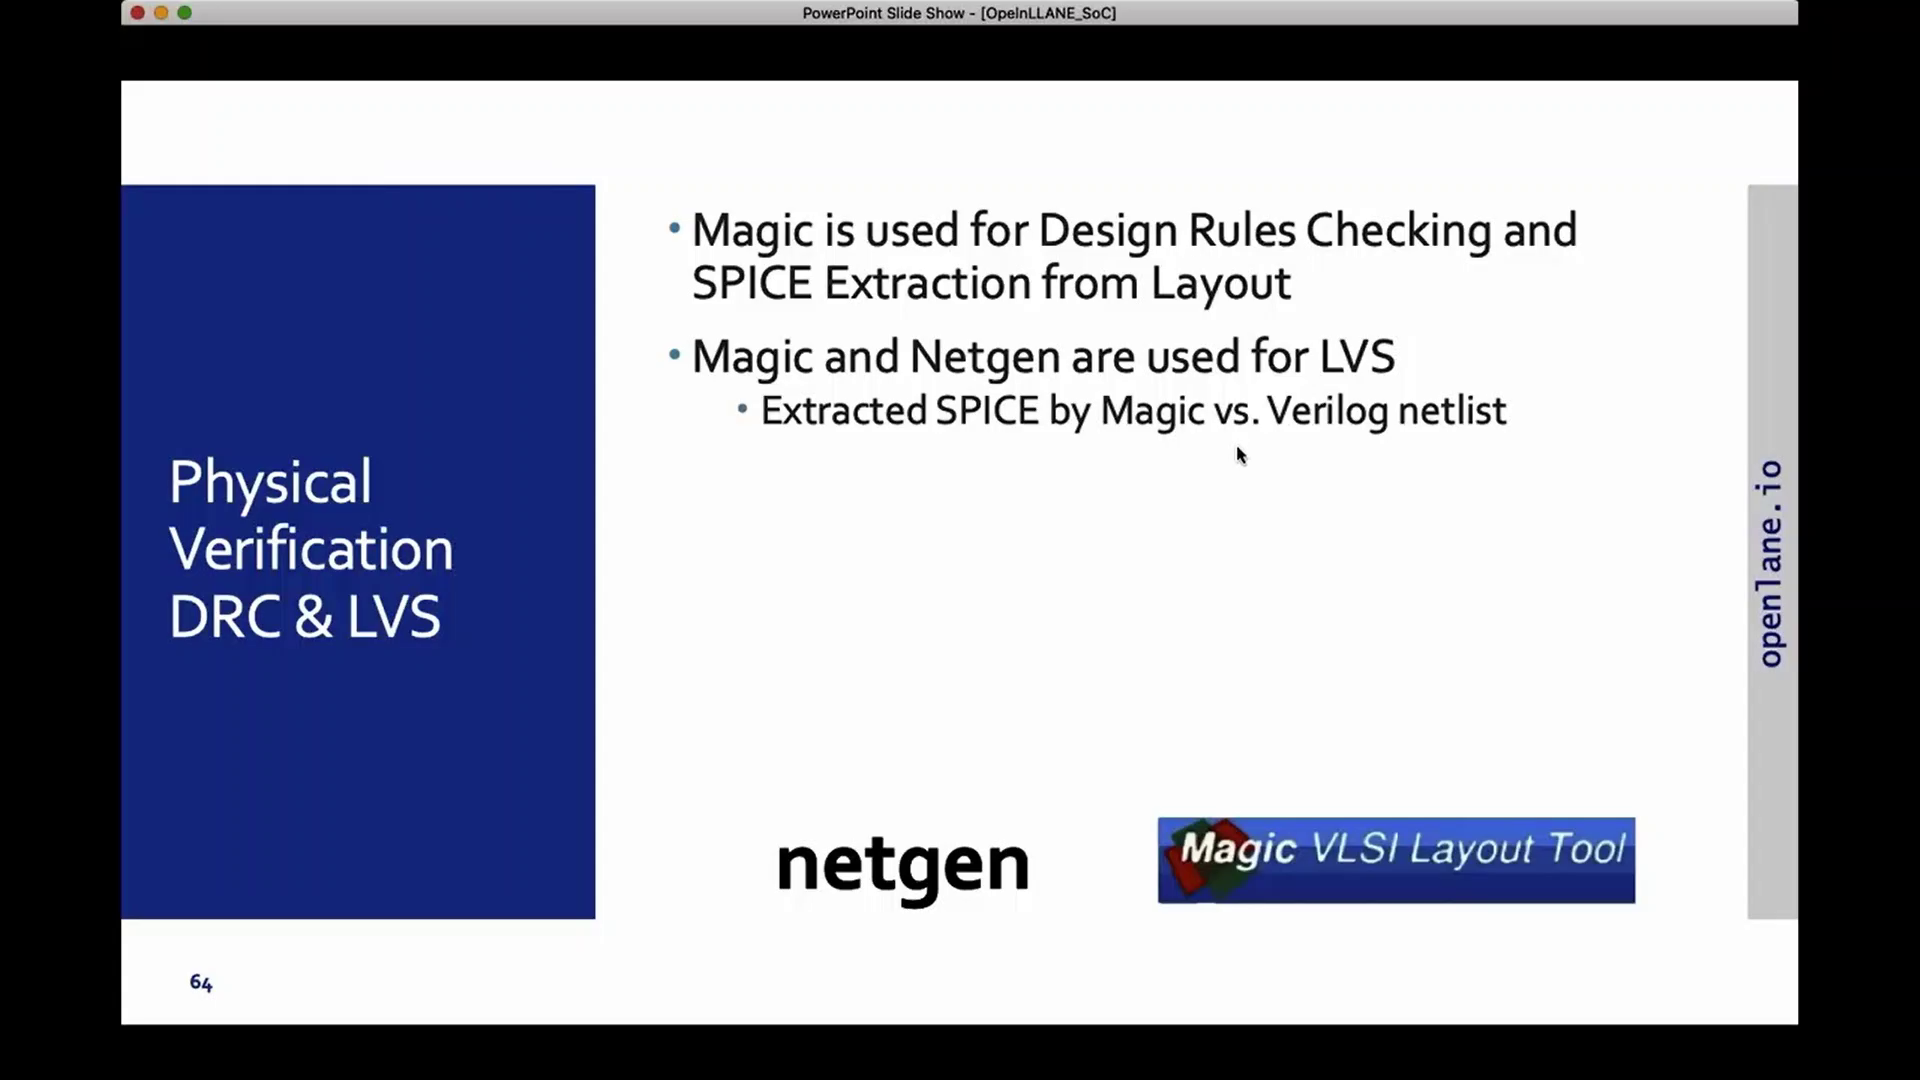 PowerPoint Slide Show - [OpeInLLANE_SoC]
Physical
Verification
DRC & LVS
• Magic is used for Design Rules Checking and
SPICE Extraction from Layout
• Magic and Netgen are used for LVS
• Extracted SPICE by Magic vs. Verilog netlist
netgen
Magic VLSI Layout Tool
openlane.io
64